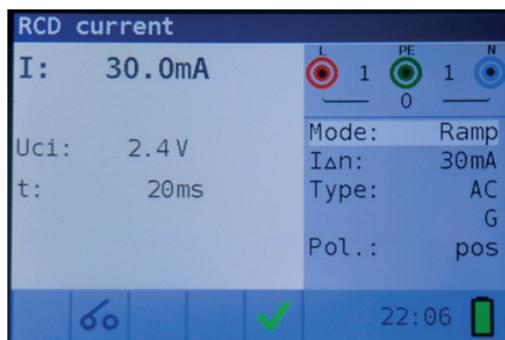 RCD current
I: 30.0mA
Uci: 2.4V
t: 20ms
L PE N
1 1
0
Mode: Ramp
I∆n: 30mA
Type: AC
G
Pol.: pos
22:06